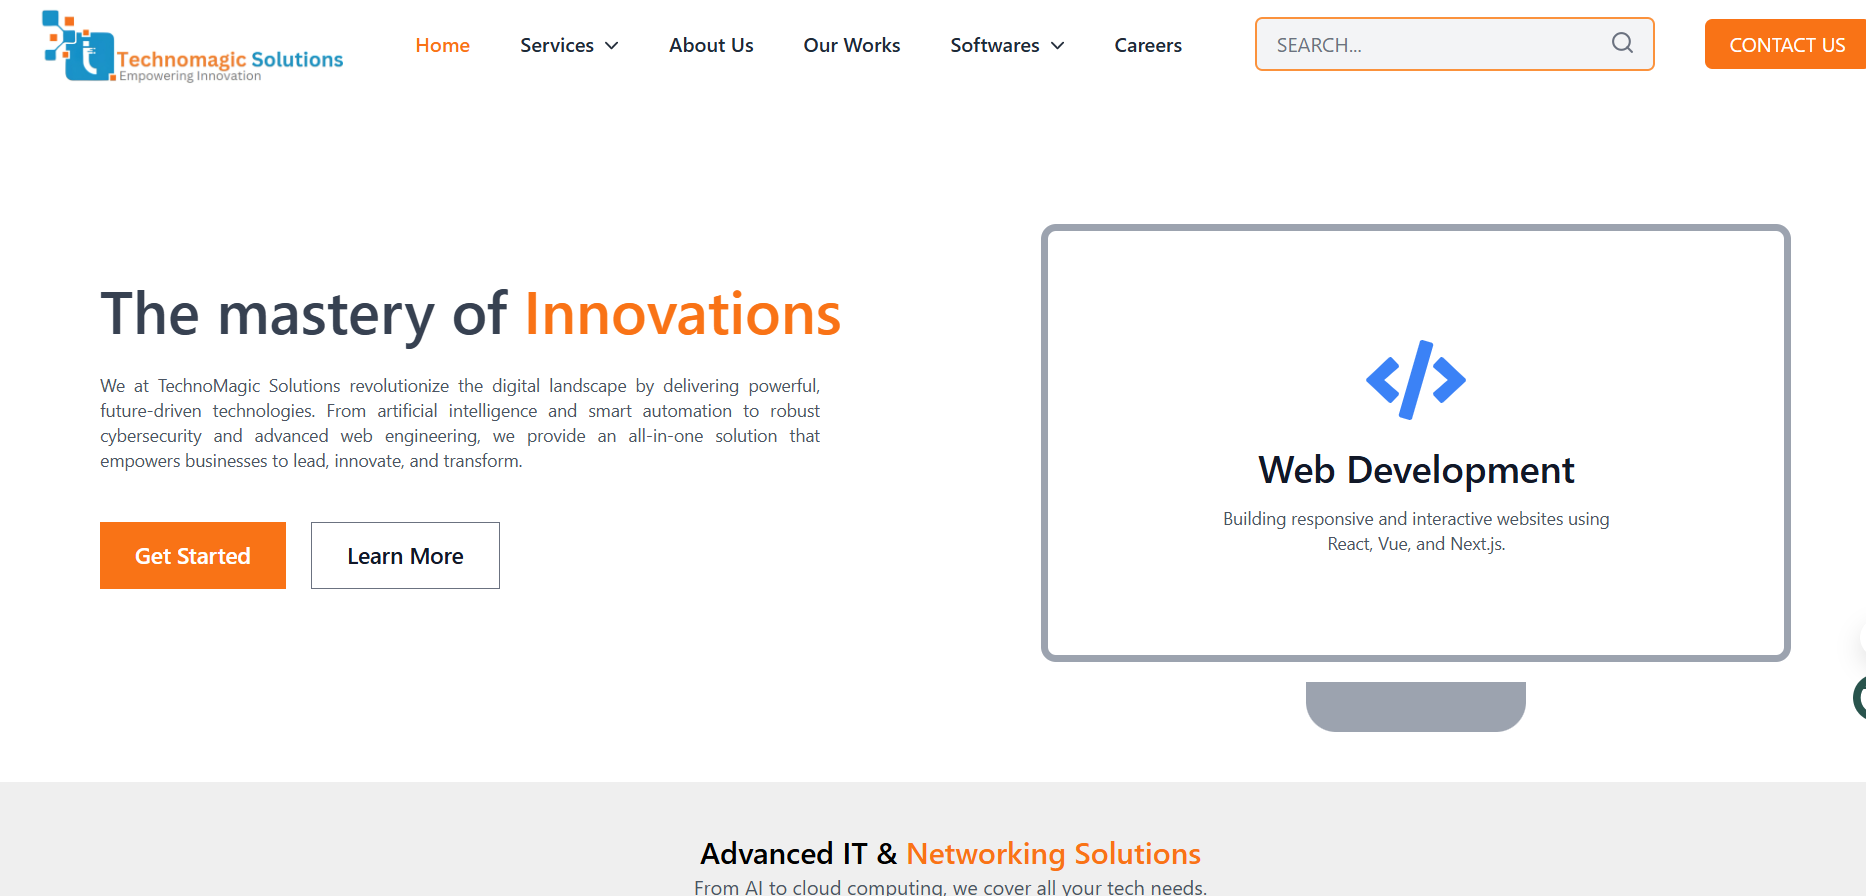 Technomagic Solutions
Empowering Innovation
Home
Services
About Us
Our Works
Softwares
Careers
SEARCH...
CONTACT US
The mastery of Innovations
We at TechnoMagic Solutions revolutionize the digital landscape by delivering powerful,
future-driven technologies. From artificial intelligence and smart automation to robust
cybersecurity and advanced web engineering, we provide an all-in-one solution that
empowers businesses to lead, innovate, and transform.
Get Started
Learn More
Web Development
Building responsive and interactive websites using
React, Vue, and Next.js.
Advanced IT & Networking Solutions
From AI to cloud computing, we cover all your tech needs.